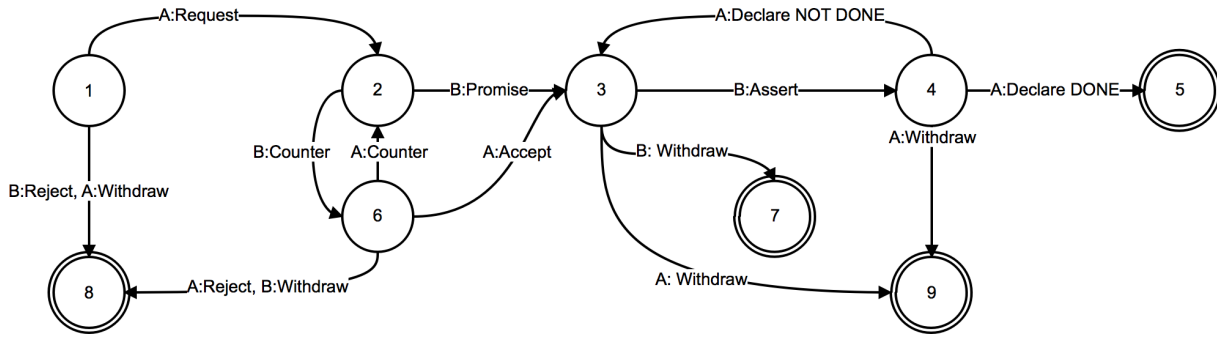 A:Request
A:Declare NOT DONE
1
2
B:Promise
3
B:Assert
4
A:Declare DONE
5
B:Counter
A:Counter
A:Accept
B: Withdraw
A:Withdraw
B:Reject, A:Withdraw
6
7
8
A:Reject, B:Withdraw
A: Withdraw
9